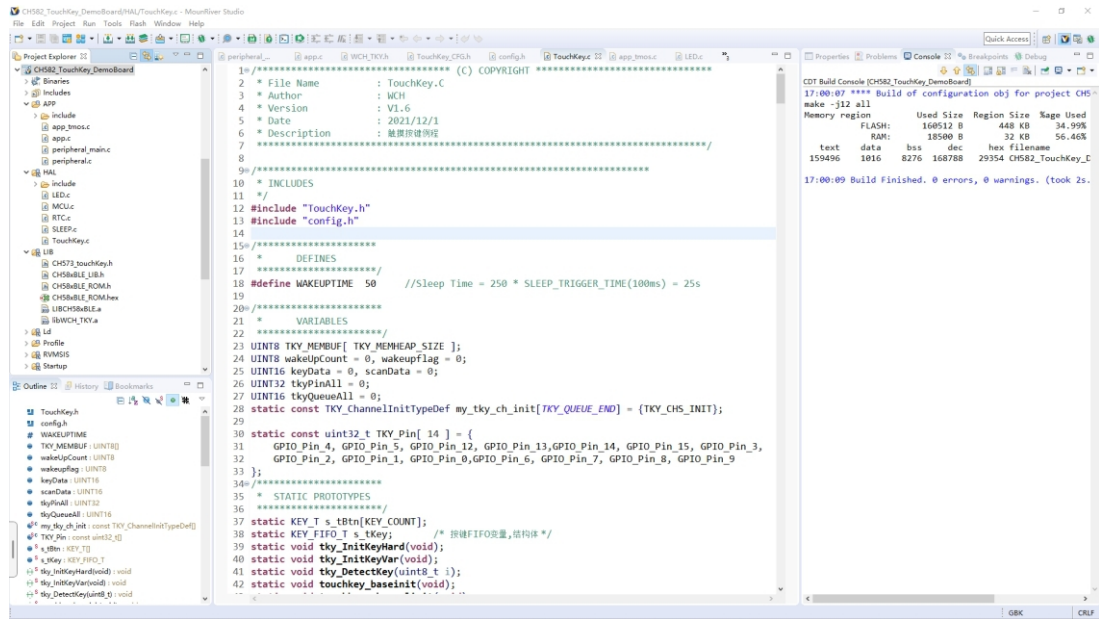 CH582_TouchKey_DemoBoard/HAL/TouchKey.c - MounRiver Studio
File Edit Project Run Tools Flash Window Help
Quick Access
Project Explorer
CH582_TouchKey_DemoBoard
Binaries
Includes
APP
include
app_tmos.c
app.c
peripheral_main.c
peripheral.c
HAL
include
LED.c
MCU.c
RTC.c
SLEEP.c
TouchKey.c
LIB
CH573_touchKey.h
CH58xBLE_LIB.h
CH58xBLE_ROM.h
CH58xBLE_ROM.hex
LIBCH58xBLE.a
libWCH_TKY.a
Ld
Profile
RVMSIS
Startup
Outline History Bookmarks
TouchKey.h
config.h
WAKEUPTIME
TKY_MEMBUF : UINT8[]
wakeUpCount : UINT8
wakeupflag : UINT8
keyData : UINT16
scanData : UINT16
tkyPinAll : UINT32
tkyQueueAll : UINT16
my_tky_ch_init : const TKY_ChannelInitTypeDef[]
TKY_Pin : const uint32_t[]
s_tBtn : KEY_T[]
s_tKey : KEY_FIFO_T
tky_InitKeyHard(void) : void
tky_InitKeyVar(void) : void
tky_DetectKey(uint8_t) : void
peripheral_... app.c WCH_TKY.h TouchKey_CFG.h config.h TouchKey.c app_tmos.c LED.c
1 /********************************** (C) COPYRIGHT *******************************
2 * File Name : TouchKey.C
3 * Author : WCH
4 * Version : V1.6
5 * Date : 2021/12/1
6 * Description : 触摸按键例程
7 *******************************************************************************/
8
9 /*********************************************************************
10 * INCLUDES
11 */
12 #include "TouchKey.h"
13 #include "config.h"
14
15 /*********************
16 * DEFINES
17 *********************/
18 #define WAKEUPTIME 50 //Sleep Time = 250 * SLEEP_TRIGGER_TIME(100ms) = 25s
19
20 /**********************
21 * VARIABLES
22 **********************/
23 UINT8 TKY_MEMBUF[ TKY_MEMHEAP_SIZE ];
24 UINT8 wakeUpCount = 0, wakeupflag = 0;
25 UINT16 keyData = 0, scanData = 0;
26 UINT32 tkyPinAll = 0;
27 UINT16 tkyQueueAll = 0;
28 static const TKY_ChannelInitTypeDef my_tky_ch_init[TKY_QUEUE_END] = {TKY_CHS_INIT};
29
30 static const uint32_t TKY_Pin[ 14 ] = {
31 GPIO_Pin_4, GPIO_Pin_5, GPIO_Pin_12, GPIO_Pin_13,GPIO_Pin_14, GPIO_Pin_15, GPIO_Pin_3,
32 GPIO_Pin_2, GPIO_Pin_1, GPIO_Pin_0,GPIO_Pin_6, GPIO_Pin_7, GPIO_Pin_8, GPIO_Pin_9
33 };
34 /**********************
35 * STATIC PROTOTYPES
36 **********************/
37 static KEY_T s_tBtn[KEY_COUNT];
38 static KEY_FIFO_T s_tKey; /* 按键FIFO变量,结构体 */
39 static void tky_InitKeyHard(void);
40 static void tky_InitKeyVar(void);
41 static void tky_DetectKey(uint8_t i);
42 static void touchkey_baseinit(void);
Properties Problems Console Breakpoints Debug
CDT Build Console [CH582_TouchKey_DemoBoard]
17:00:07 **** Build of configuration obj for project CH5
make -j12 all
Memory region Used Size Region Size %age Used
FLASH: 160512 B 448 KB 34.99%
RAM: 18500 B 32 KB 56.46%
text data bss dec hex filename
159496 1016 8276 168788 29354 CH582_TouchKey_D
17:00:09 Build Finished. 0 errors, 0 warnings. (took 2s.
GBK CRLF